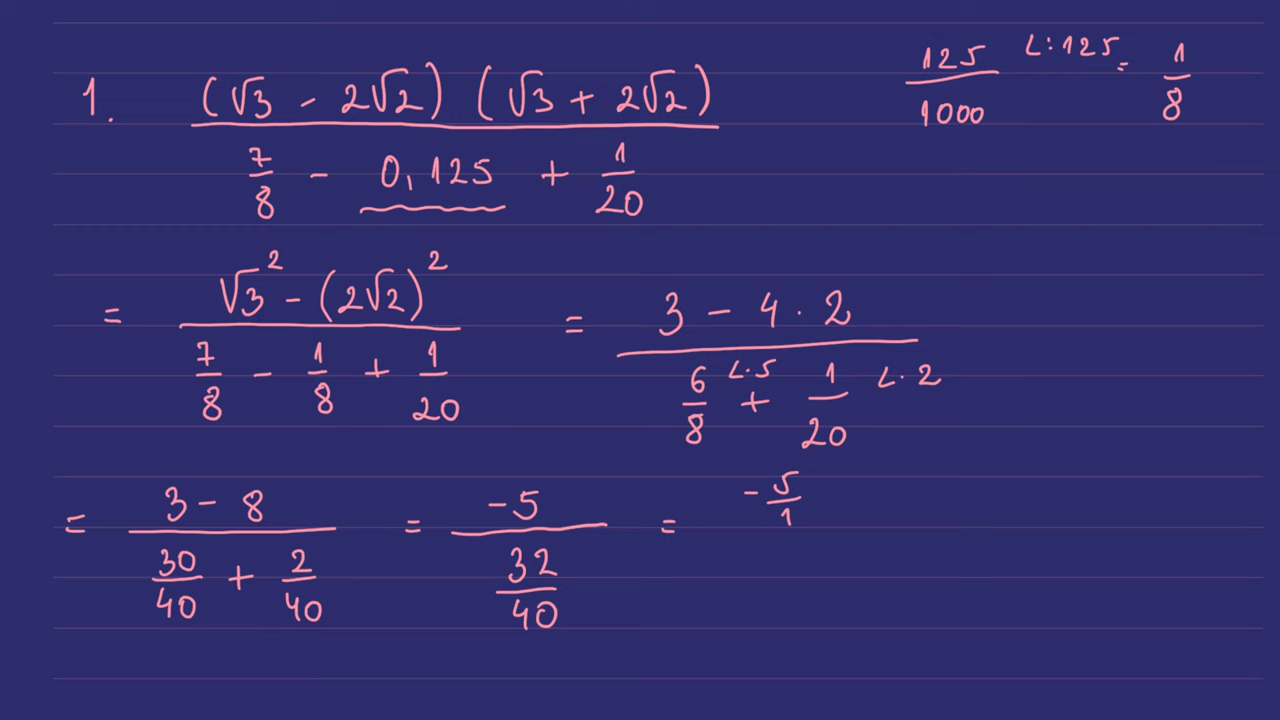 1. (√3 - 2√2) (√3 + 2√2) / (7/8 - 0,125 + 1/20)
125/1000 L:125 = 1/8
= (√3² - (2√2)²) / (7/8 - 1/8 + 1/20) = (3 - 4 · 2) / (6/8 L·5 + 1/20 L·2)
= (3 - 8) / (30/40 + 2/40) = -5 / (32/40) = -5/1